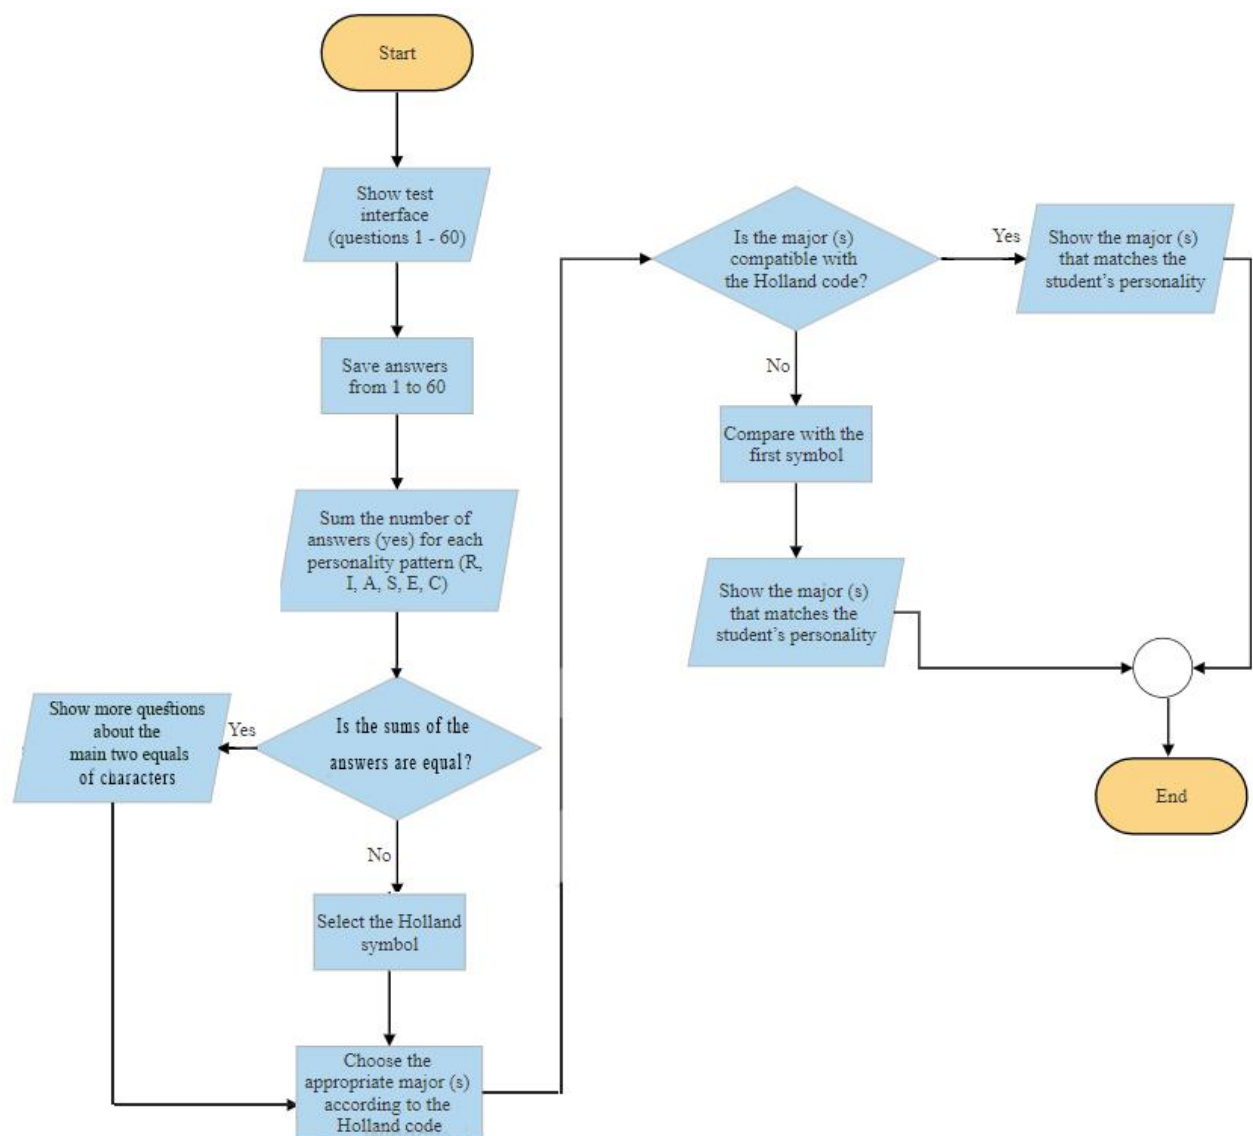 Start
Show test
interface
(questions 1 - 60)
Save answers
from 1 to 60
Sum the number of
answers (yes) for each
personality pattern (R,
I, A, S, E, C)
Is the sums of the
answers are equal?
Yes
Show more questions
about the
main two equals
of characters
No
Select the Holland
symbol
Choose the
appropriate major (s)
according to the
Holland code
Is the major (s)
compatible with
the Holland code?
Yes
Show the major (s)
that matches the
student’s personality
No
Compare with the
first symbol
Show the major (s)
that matches the
student’s personality
End